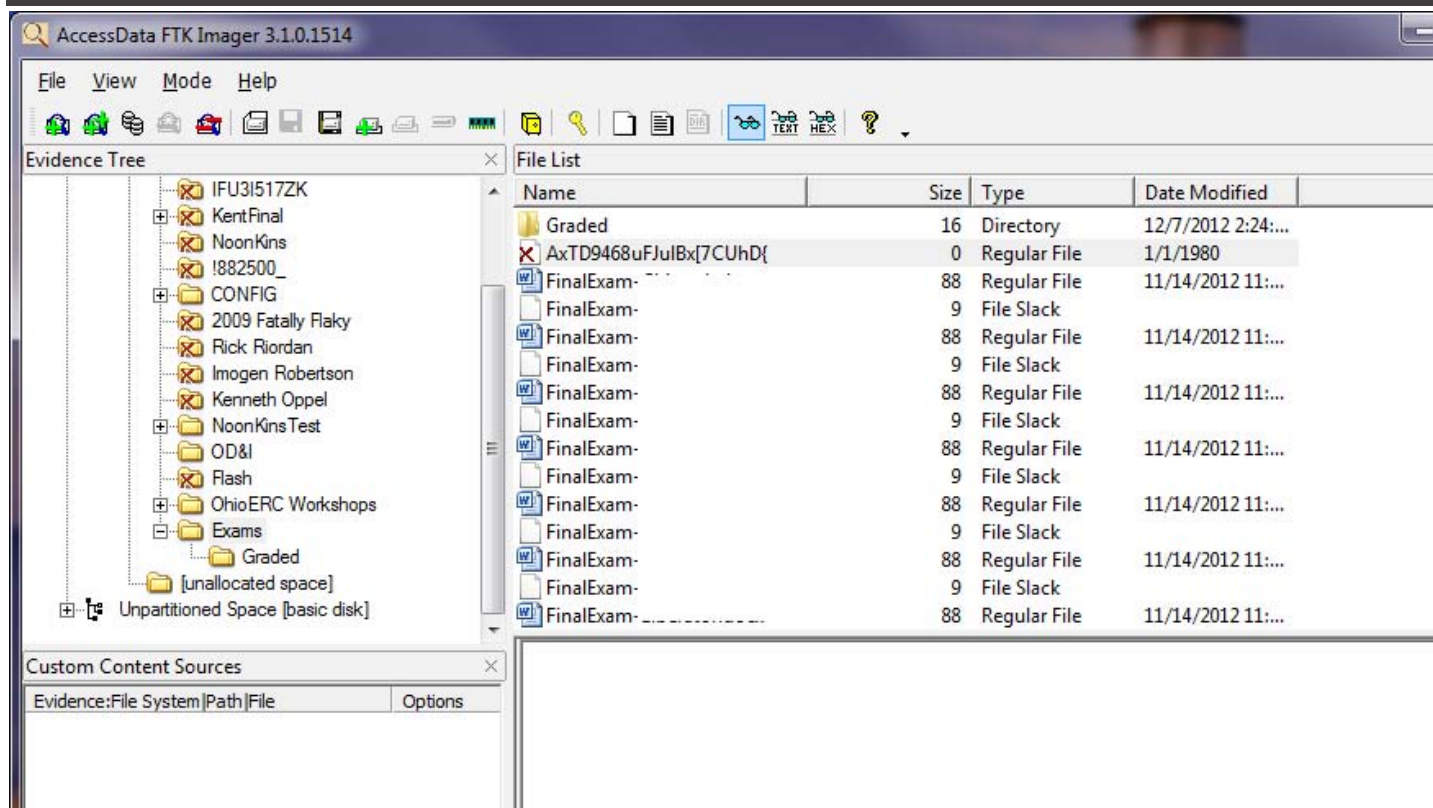 AccessData FTK Imager 3.1.0.1514
File View Mode Help
TEXT HEX
Evidence Tree
IFU3I517ZK
KentFinal
NoonKins
!882500_
CONFIG
2009 Fatally Flaky
Rick Riordan
Imogen Robertson
Kenneth Oppel
NoonKinsTest
OD&I
Flash
OhioERC Workshops
Exams
Graded
[unallocated space]
Unpartitioned Space [basic disk]
Custom Content Sources
Evidence:File System|Path|File Options
File List
Name Size Type Date Modified
Graded 16 Directory 12/7/2012 2:24:...
AxTD9468uFJulBx[7CUhD{ 0 Regular File 1/1/1980
FinalExam- 88 Regular File 11/14/2012 11:...
FinalExam- 9 File Slack
FinalExam- 88 Regular File 11/14/2012 11:...
FinalExam- 9 File Slack
FinalExam- 88 Regular File 11/14/2012 11:...
FinalExam- 9 File Slack
FinalExam- 88 Regular File 11/14/2012 11:...
FinalExam- 9 File Slack
FinalExam- 88 Regular File 11/14/2012 11:...
FinalExam- 9 File Slack
FinalExam- 88 Regular File 11/14/2012 11:...
FinalExam- 9 File Slack
FinalExam- 88 Regular File 11/14/2012 11:...